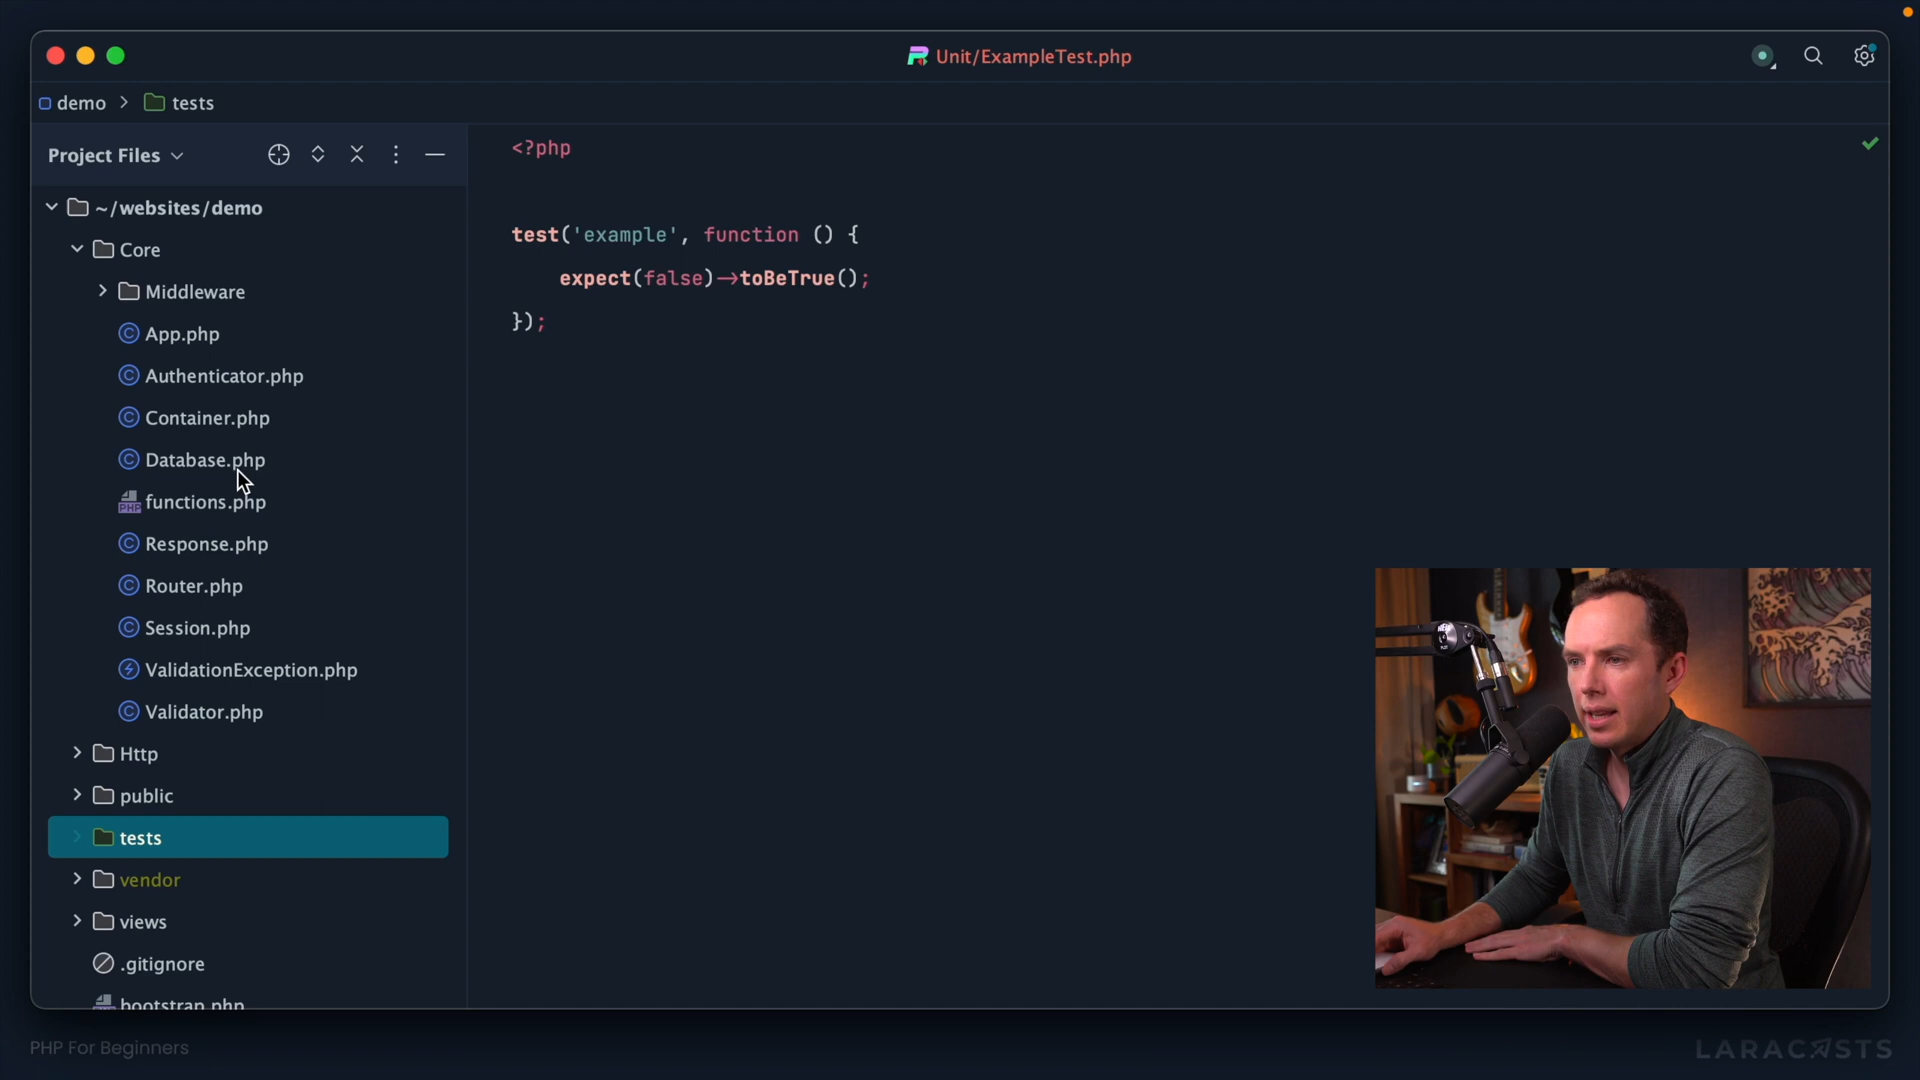 Unit/ExampleTest.php
demo > tests
Project Files
~/websites/demo
Core
Middleware
App.php
Authenticator.php
Container.php
Database.php
functions.php
Response.php
Router.php
Session.php
ValidationException.php
Validator.php
Http
public
tests
vendor
views
.gitignore
bootstrap.php
<?php
test('example', function () {
expect(false)->toBeTrue();
});
PHP For Beginners
LARACASTS